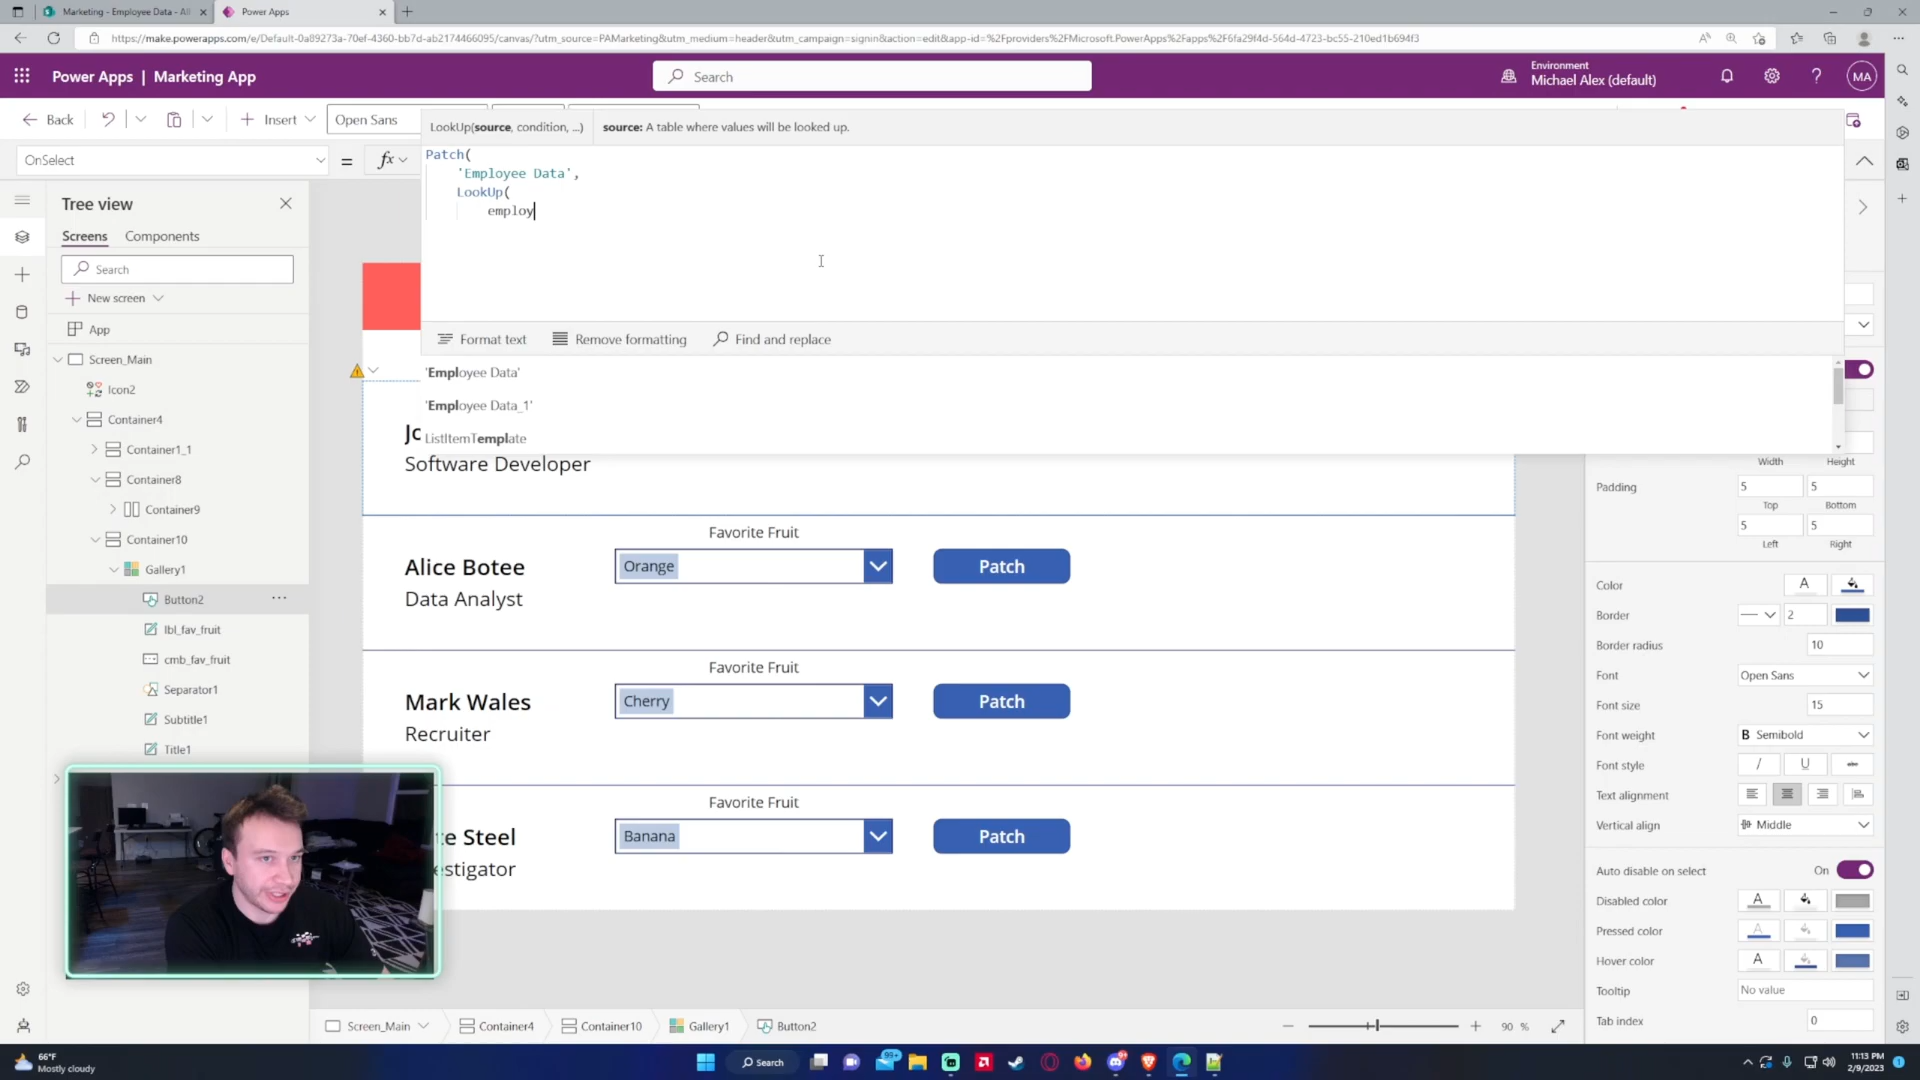 Marketing - Employee Data - All
Power Apps
https://make.powerapps.com/e/Default-0a89273a-70ef-4360-bb7d-ab2174466095/canvas/?utm_source=PAMarketing&utm_medium=header&utm_campaign=signin&action=edit&app-id=%2Fproviders%2FMicrosoft.PowerApps%2Fapps%2F6fa29f4d-564d-4723-bc55-210ed1b694f3
Power Apps | Marketing App
Search
Environment
Michael Alex (default)
MA
Back
Insert
Open Sans
LookUp(source, condition, ...)
source: A table where values will be looked up.
OnSelect
=
fx
Patch(
'Employee Data',
LookUp(
employ
Format text
Remove formatting
Find and replace
'Employee Data'
'Employee Data_1'
ListItemTemplate
Tree view
Screens
Components
Search
New screen
App
Screen_Main
Icon2
Container4
Container1_1
Container8
Container9
Container10
Gallery1
Button2
lbl_fav_fruit
cmb_fav_fruit
Separator1
Subtitle1
Title1
Jo
Software Developer
Favorite Fruit
Alice Botee
Orange
Patch
Data Analyst
Favorite Fruit
Mark Wales
Cherry
Patch
Recruiter
Favorite Fruit
te Steel
Banana
Patch
estigator
Width
Height
Padding
5
5
Top
Bottom
5
5
Left
Right
Color
A
Border
2
Border radius
10
Font
Open Sans
Font size
15
Font weight
B Semibold
Font style
/
U
abc
Text alignment
Vertical align
Middle
Auto disable on select
On
Disabled color
A
Pressed color
A
Hover color
A
Tooltip
No value
Tab index
0
Screen_Main
Container4
Container10
Gallery1
Button2
90 %
66°F
Mostly cloudy
Search
99+
11:13 PM
2/9/2023